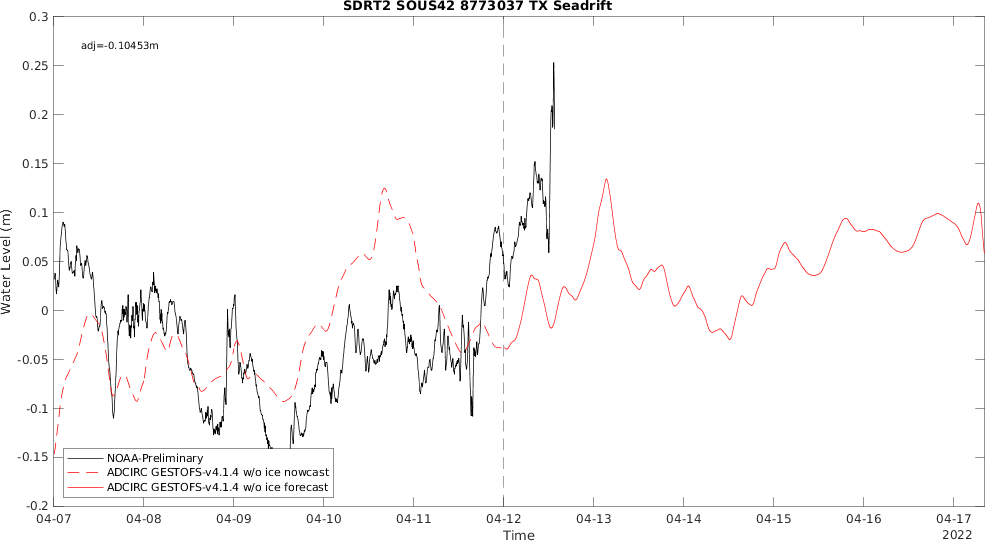 SDRT2 SOUS42 8773037 TX Seadrift
0.3
adj=-0.10453m
0.25
0.2
0.15
0.1
0.05
0
-0.05
-0.1
-0.15
-0.2
Water Level (m)
NOAA-Preliminary
ADCIRC GESTOFS-v4.1.4 w/o ice nowcast
ADCIRC GESTOFS-v4.1.4 w/o ice forecast
04-07 04-08 04-09 04-10 04-11 04-12 04-13 04-14 04-15 04-16 04-17
Time
2022